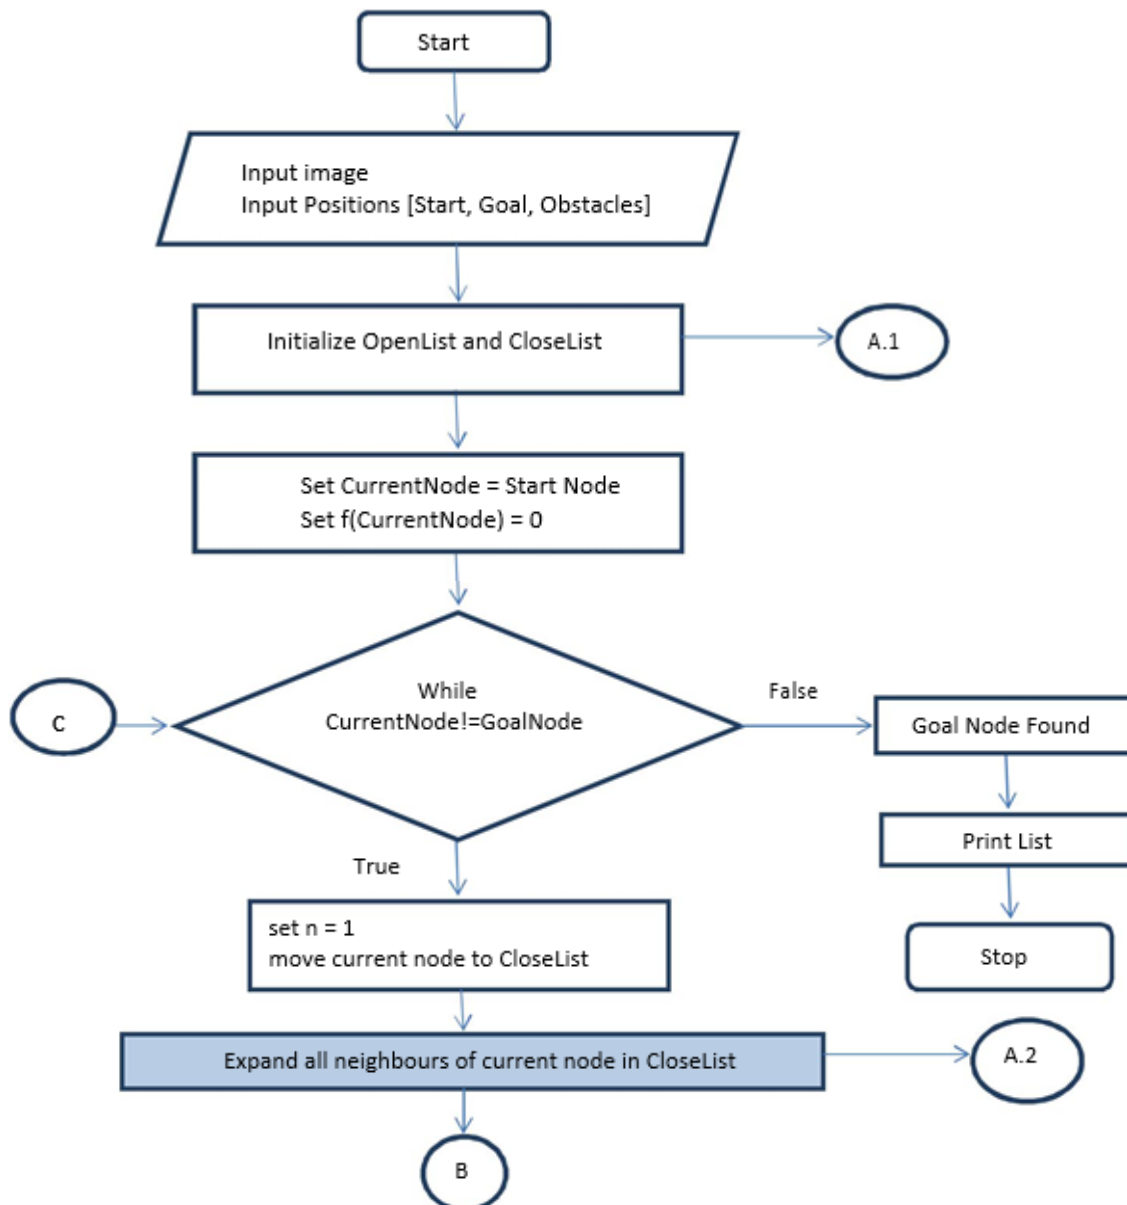 Start
Input image
Input Positions [Start, Goal, Obstacles]
Initialize OpenList and CloseList
A.1
Set CurrentNode = Start Node
Set f(CurrentNode) = 0
C
While
CurrentNode!=GoalNode
False
Goal Node Found
Print List
Stop
True
set n = 1
move current node to CloseList
Expand all neighbours of current node in CloseList
A.2
B